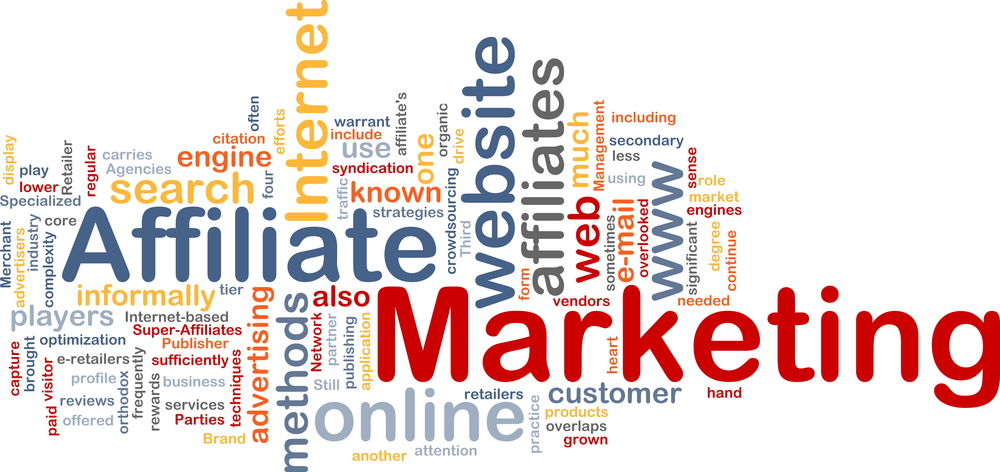 Internet
website
affiliates
often
efforts
citation
engine
four
warrant
include
use
affiliate's
syndication
one
organic
drive
much
Management
including
secondary
less
using
www
sense
role
market
engines
display
play
lower
Specialized
Retailer
regular
carries
Agencies
search
traffic
known
strategies
crowdsourcing
Third
web
sometimes
e-mail
overlooked
significant
degree
continue
Merchant
advertisers
industry
core
complexity
Affiliate
form
vendors
needed
informally
tier
also
Marketing
players
Internet-based
Super-Affiliates
Publisher
optimization
e-retailers
sufficiently
capture
brought
paid visitor
profile
reviews
offered
orthodox
frequently
rewards
business
services
Parties
Brand
techniques
advertising
methods
Network
partner
Still
publishing
application
heart
online
retailers
customer
hand
practice
products
overlaps
grown
another
attention